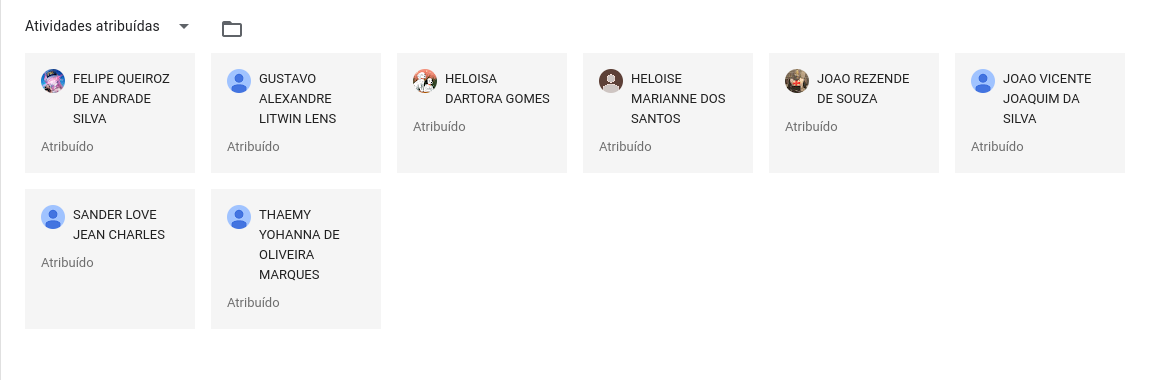 Atividades atribuídas
FELIPE QUEIROZ
DE ANDRADE
SILVA
Atribuído
GUSTAVO
ALEXANDRE
LITWIN LENS
Atribuído
HELOISA
DARTORA GOMES
Atribuído
HELOISE
MARIANNE DOS
SANTOS
Atribuído
JOAO REZENDE
DE SOUZA
Atribuído
JOAO VICENTE
JOAQUIM DA
SILVA
Atribuído
SANDER LOVE
JEAN CHARLES
Atribuído
THAEMY
YOHANNA DE
OLIVEIRA
MARQUES
Atribuído